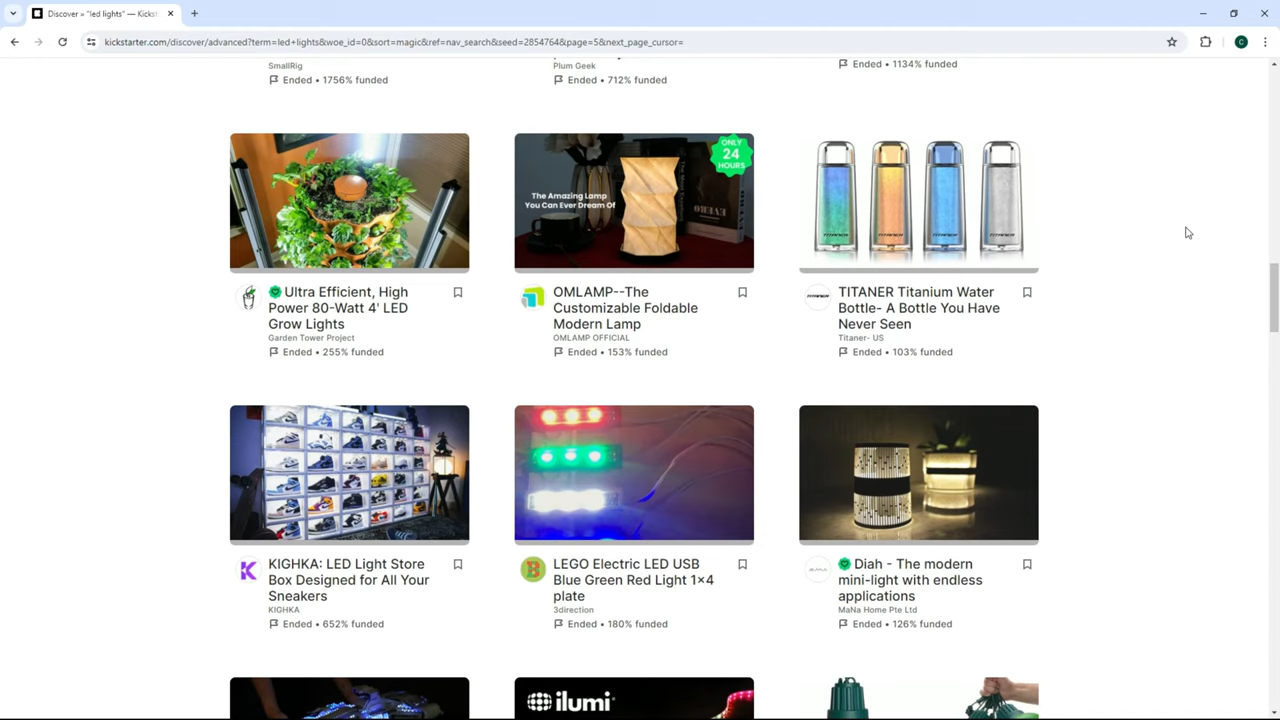 Discover » "led lights" — Kickst
kickstarter.com/discover/advanced?term=led+lights&woe_id=0&sort=magic&ref=nav_search&seed=2854764&page=5&next_page_cursor=
C
SmallRig
Ended • 1756% funded
Plum Geek
Ended • 712% funded
Ended • 1134% funded
ONLY
24
HOURS
The Amazing Lamp
You Can Ever Dream Of
TITANER
TITANER
TITANER
TITANER
Ultra Efficient, High
Power 80-Watt 4' LED
Grow Lights
Garden Tower Project
Ended • 255% funded
OMLAMP--The
Customizable Foldable
Modern Lamp
OMLAMP OFFICIAL
Ended • 153% funded
TITANER
TITANER Titanium Water
Bottle- A Bottle You Have
Never Seen
Titaner- US
Ended • 103% funded
K
KIGHKA: LED Light Store
Box Designed for All Your
Sneakers
KIGHKA
Ended • 652% funded
LEGO Electric LED USB
Blue Green Red Light 1x4
plate
3direction
Ended • 180% funded
Diah - The modern
mini-light with endless
applications
MaNa Home Pte Ltd
Ended • 126% funded
ilumi